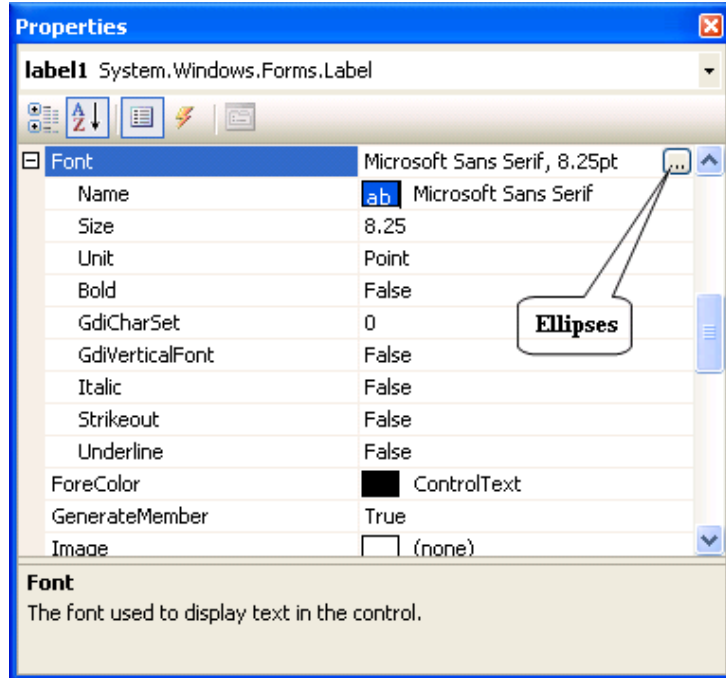 Properties
label1 System.Windows.Forms.Label
A
Z
Font Microsoft Sans Serif, 8.25pt ...
Name ab Microsoft Sans Serif
Size 8.25
Unit Point
Bold False
GdiCharSet 0
Ellipses
GdiVerticalFont False
Italic False
Strikeout False
Underline False
ForeColor ControlText
GenerateMember True
Image (none)
Font
The font used to display text in the control.